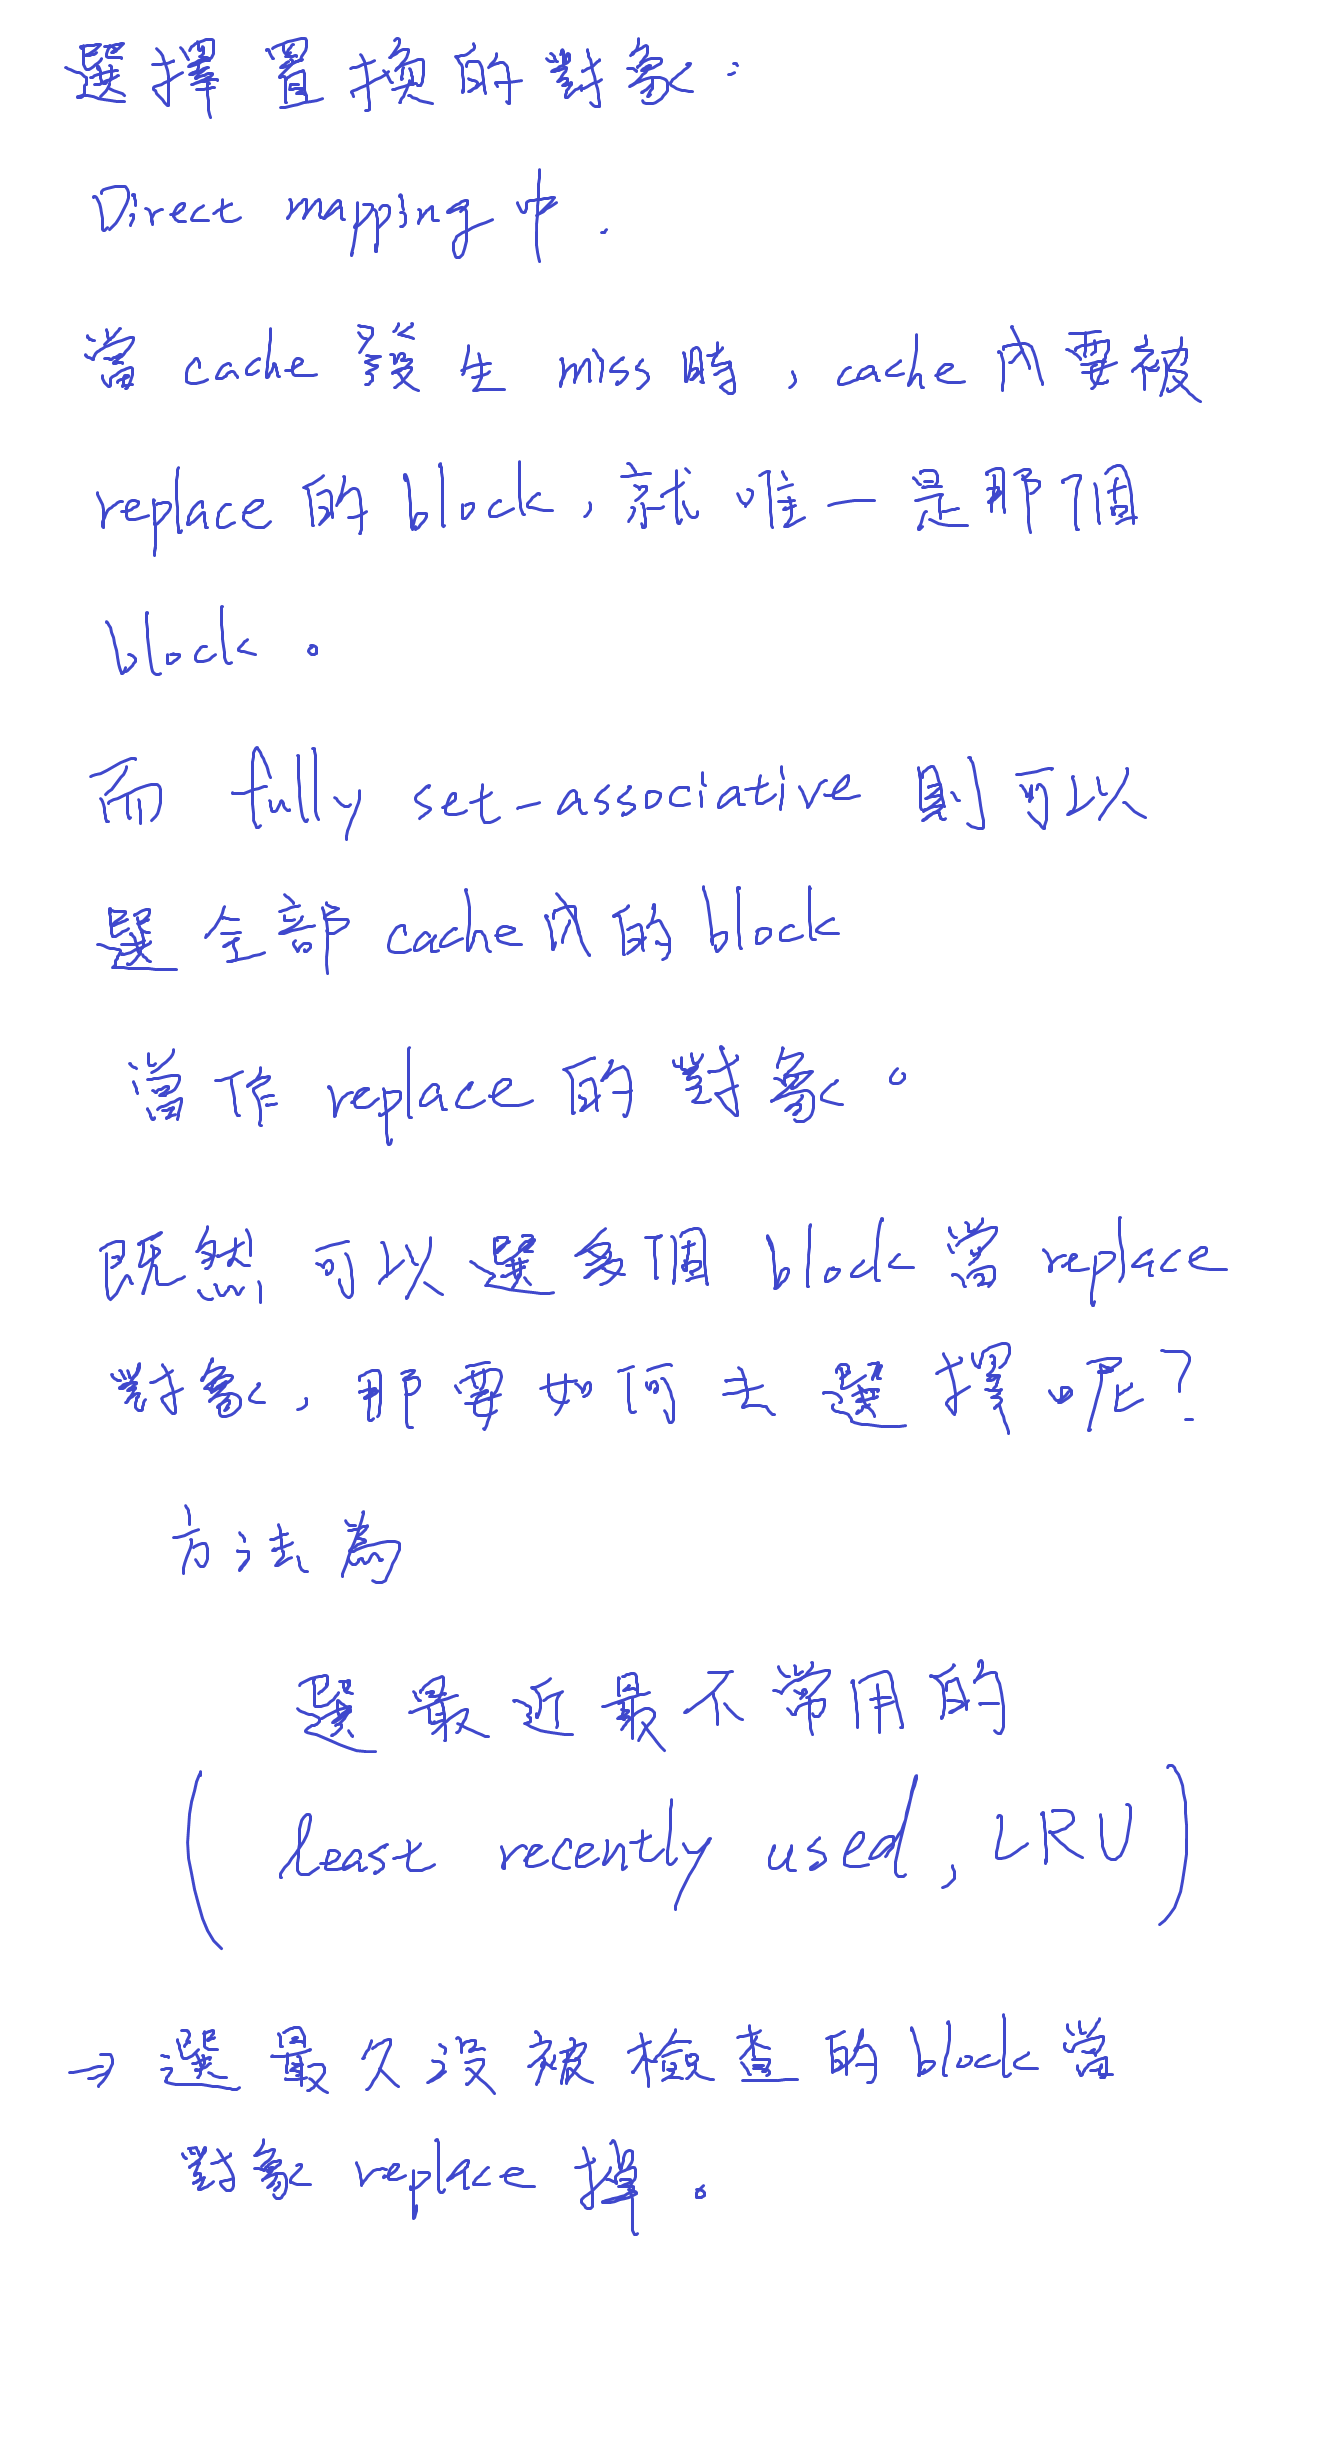 選擇置換的對象:
Direct mapping 中.
當 cache 發生 miss 時, cache 內要被
replace 的 block, 就唯一是那個
block。
而 fully set-associative 則可以
選全部 cache 內的 block
當作 replace 的對象。
既然可以選多個 block 當 replace
對象, 那要如何去選擇呢?
方法為
選最近最不常用的
( least recently used, LRU )
→ 選最久沒被檢查的 block 當
對象 replace 掉。